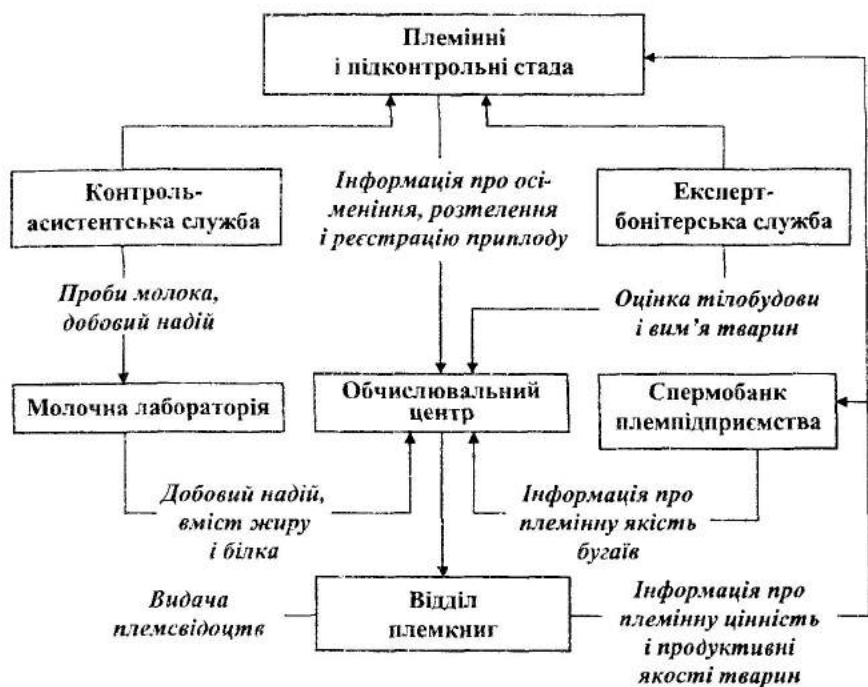 Племінні
і підконтрольні стада
Контроль-
асистентська служба
Інформація про осі-
меніння, розтелення
і реєстрацію приплоду
Експерт-
бонітерська служба
Проби молока,
добовий надій
Оцінка тілобудови
і вим’я тварин
Молочна лабораторія
Обчислювальний
центр
Спермобанк
племпідприємства
Добовий надій,
вміст жиру
і білка
Інформація про
племінну якість
бугаїв
Видача
племсвідоцтв
Відділ
племкниг
Інформація про
племінну цінність
і продуктивні
якості тварин